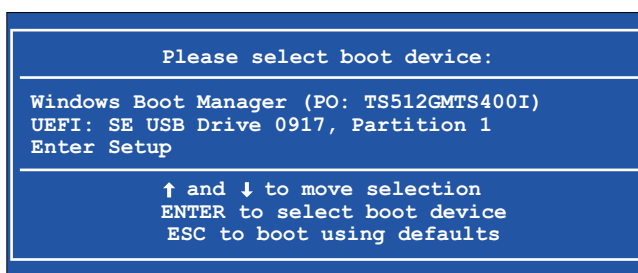 Please select boot device:
Windows Boot Manager (PO: TS512GMTS400I)
UEFI: SE USB Drive 0917, Partition 1
Enter Setup
↑ and ↓ to move selection
ENTER to select boot device
ESC to boot using defaults